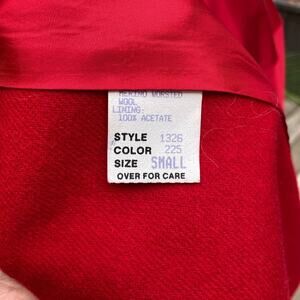 MERINO WORSTED
WOOL
LINING:
100% ACETATE
STYLE 1326
COLOR 225
SIZE SMALL
OVER FOR CARE